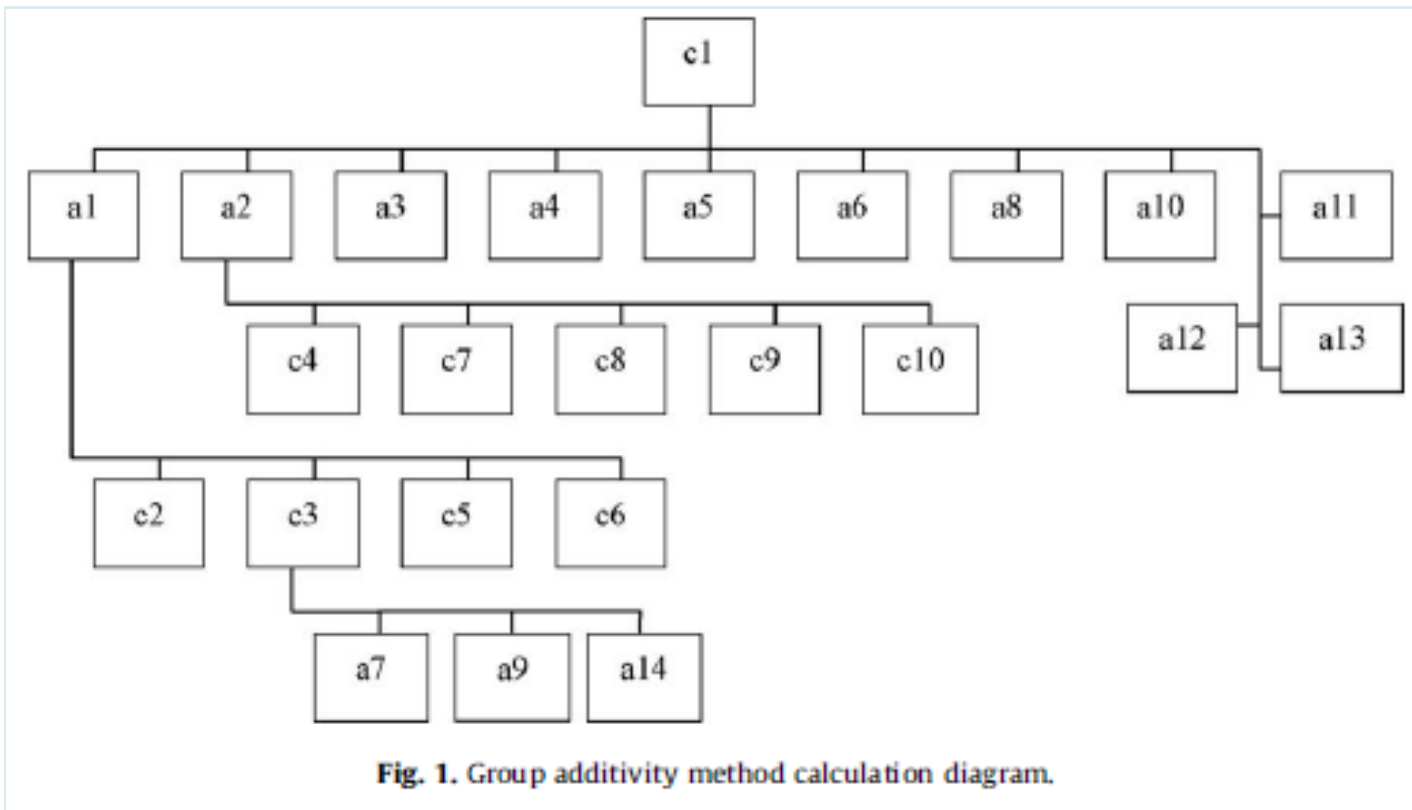 c1
a1 a2 a3 a4 a5 a6 a8 a10 a11
a12 a13
c4 c7 c8 c9 c10
c2 c3 c5 c6
a7 a9 a14
Fig. 1. Group additivity method calculation diagram.